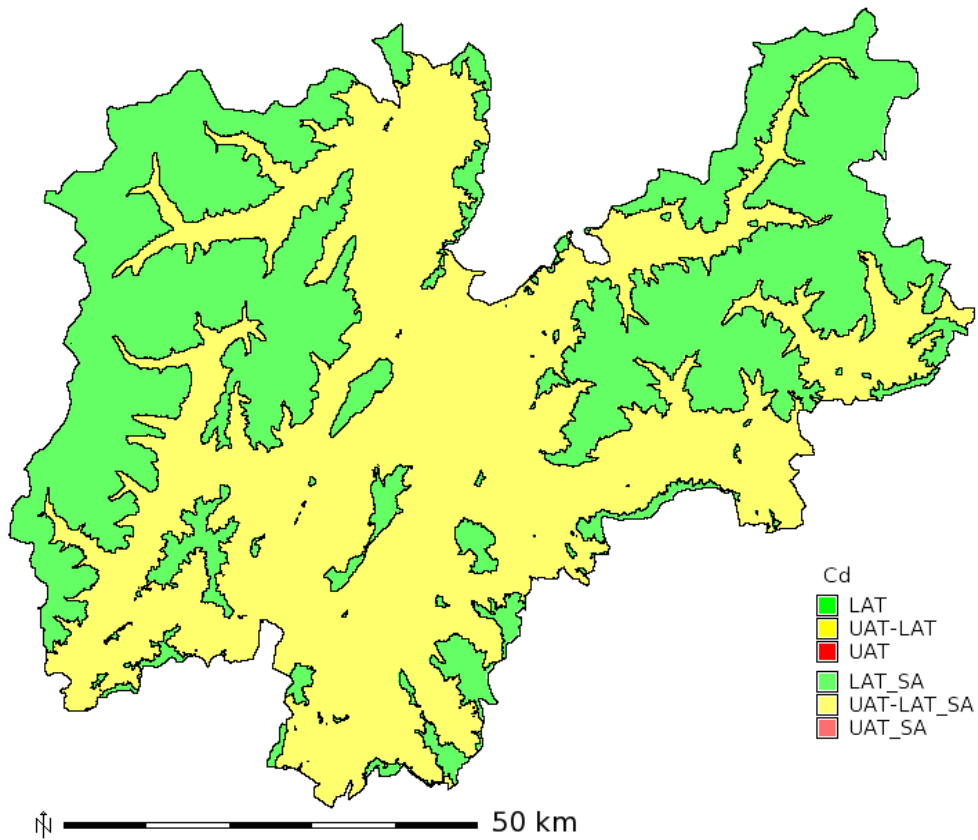 Cd
LAT
UAT-LAT
UAT
LAT_SA
UAT-LAT_SA
UAT_SA
N
50 km